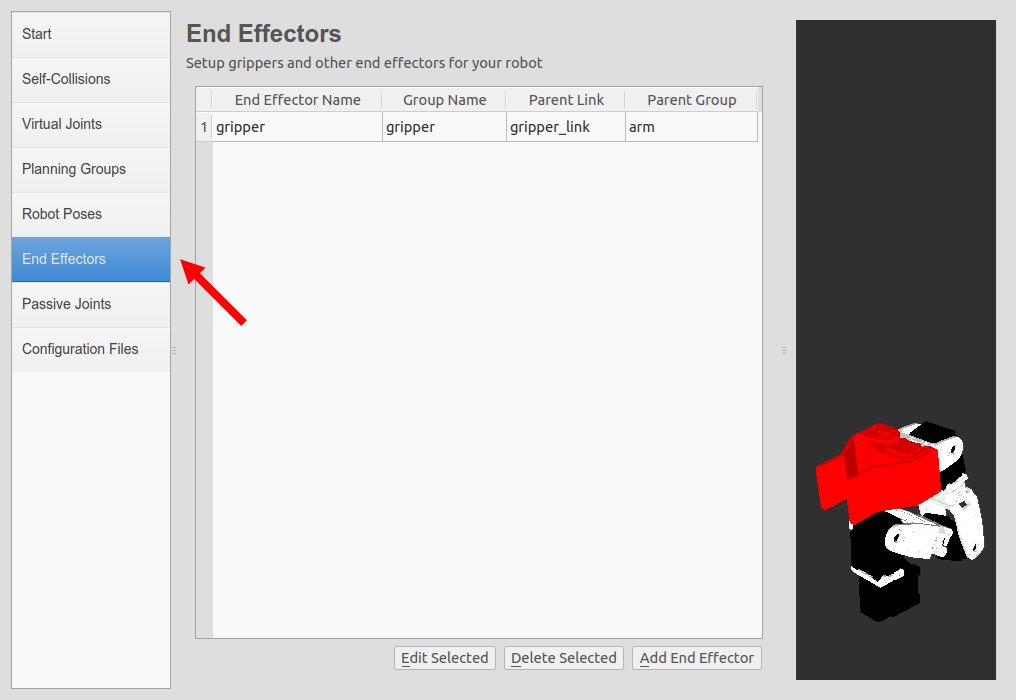 Start
Self-Collisions
Virtual Joints
Planning Groups
Robot Poses
End Effectors
Passive Joints
Configuration Files
End Effectors
Setup grippers and other end effectors for your robot
End Effector Name Group Name Parent Link Parent Group
1 gripper gripper gripper_link arm
Edit Selected Delete Selected Add End Effector